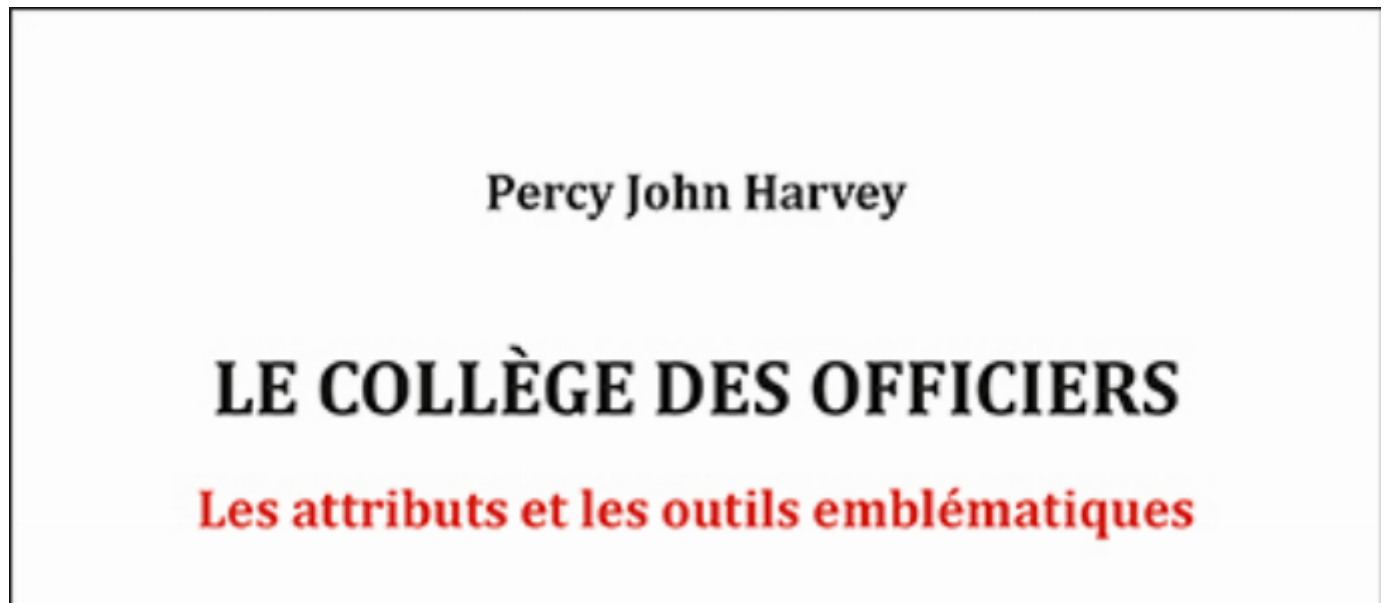 Percy John Harvey
LE COLLÈGE DES OFFICIERS
Les attributs et les outils emblématiques